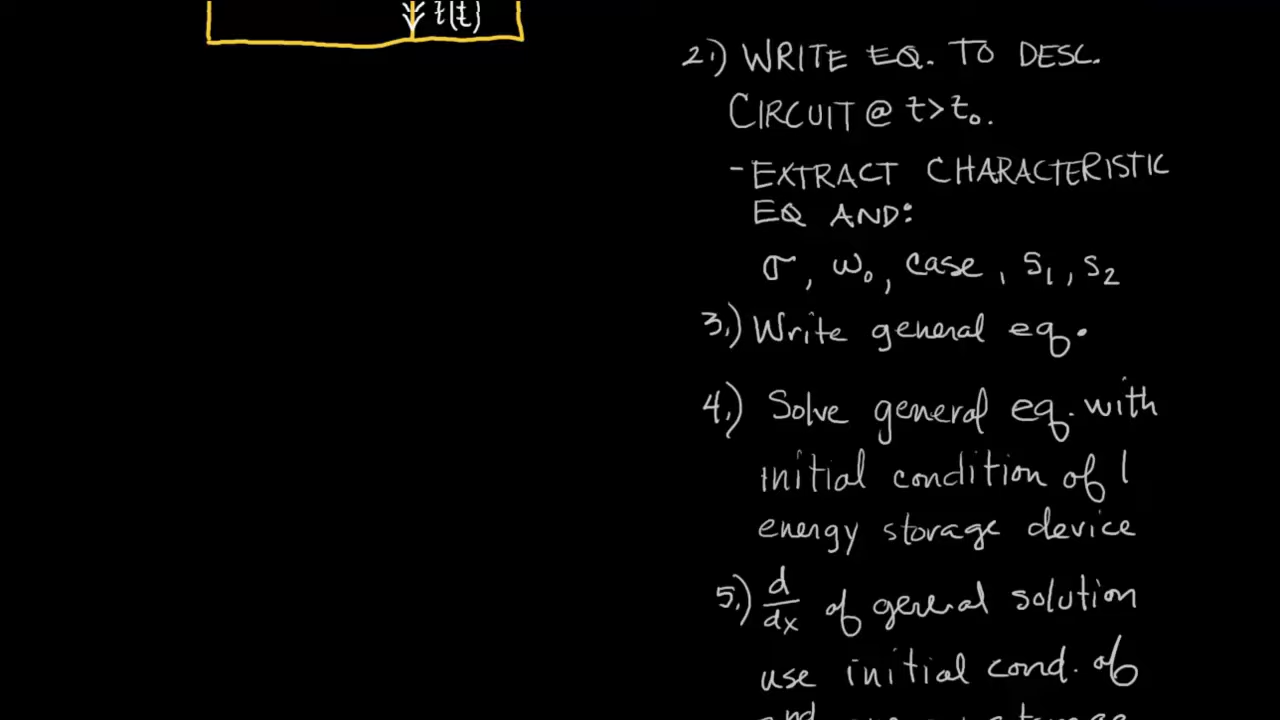 i(t)
2.) WRITE EQ. TO DESC.
CIRCUIT @ t>t₀.
- EXTRACT CHARACTERISTIC
EQ AND:
σ, ω₀, case, s₁, s₂
3.) Write general eq.
4.) Solve general eq. with
initial condition of 1
energy storage device
5.) d/dx of general solution
use initial cond. of